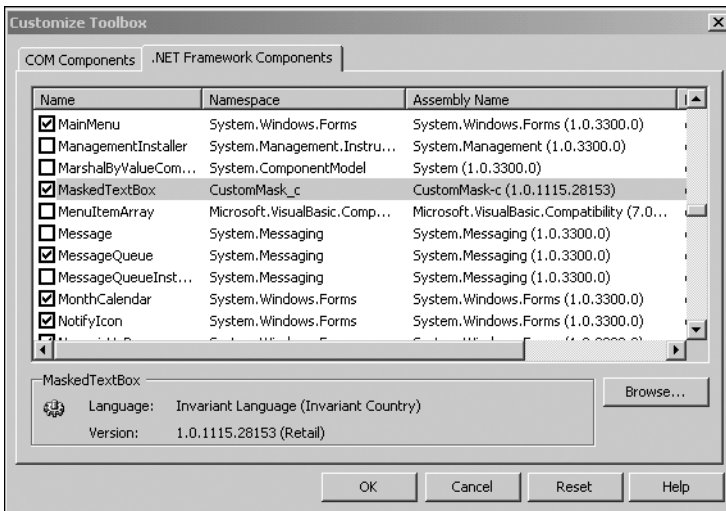 Customize Toolbox
COM Components .NET Framework Components
Name Namespace Assembly Name
MainMenu System.Windows.Forms System.Windows.Forms (1.0.3300.0)
ManagementInstaller System.Management.Instru... System.Management (1.0.3300.0)
MarshalByValueCom... System.ComponentModel System (1.0.3300.0)
MaskedTextBox CustomMask_c CustomMask-c (1.0.1115.28153)
MenuItemArray Microsoft.VisualBasic.Comp... Microsoft.VisualBasic.Compatibility (7.0...
Message System.Messaging System.Messaging (1.0.3300.0)
MessageQueue System.Messaging System.Messaging (1.0.3300.0)
MessageQueueInst... System.Messaging System.Messaging (1.0.3300.0)
MonthCalendar System.Windows.Forms System.Windows.Forms (1.0.3300.0)
NotifyIcon System.Windows.Forms System.Windows.Forms (1.0.3300.0)
MaskedTextBox
Language: Invariant Language (Invariant Country)
Version: 1.0.1115.28153 (Retail)
Browse...
OK Cancel Reset Help